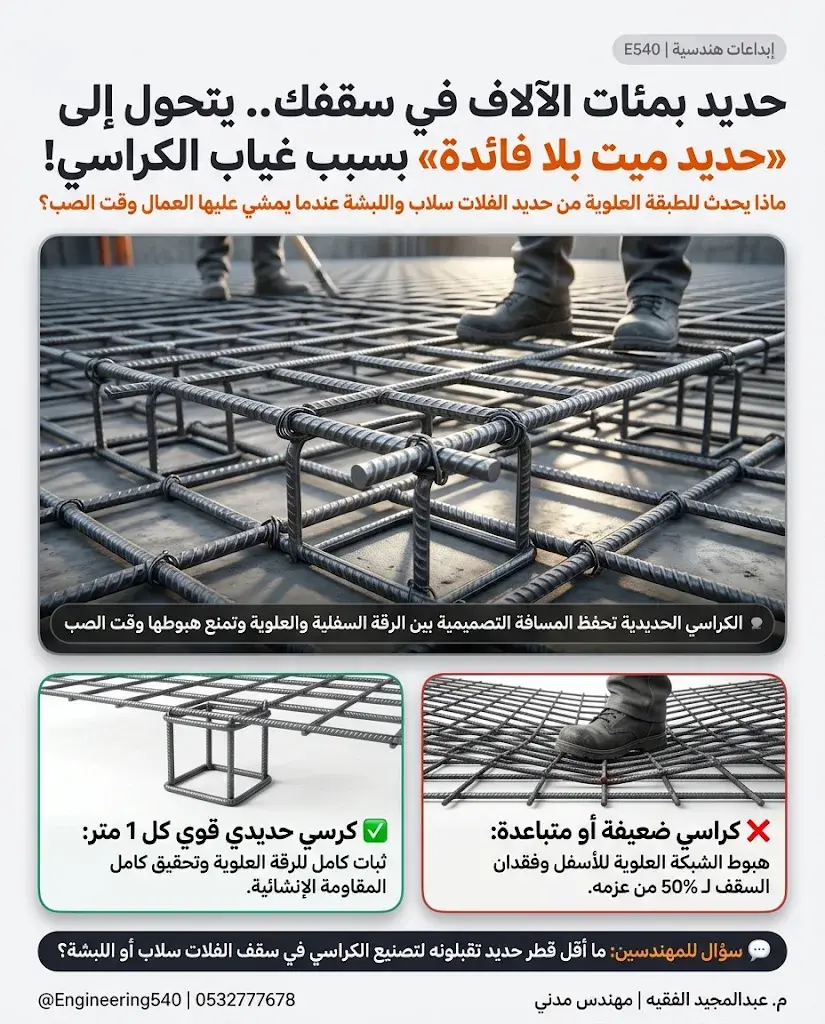 إبداعات هندسية | E540
حديد بمئات الآلاف في سقفك.. يتحول إلى
«حديد ميت بلا فائدة» بسبب غياب الكراسي!
ماذا يحدث للطبقة العلوية من حديد الفلات سلاب واللبشة عندما يمشي عليها العمال وقت الصب؟
الكراسي الحديدية تحفظ المسافة التصميمية بين الرقة السفلية والعلوية وتمنع هبوطها وقت الصب
❌ كراسي ضعيفة أو متباعدة:
هبوط الشبكة العلوية للأسفل وفقدان
السقف لـ 50% من عزمه.
✅ كرسي حديدي قوي كل 1 متر:
ثبات كامل للرقة العلوية وتحقيق كامل
المقاومة الإنشائية.
💬 سؤال للمهندسين: ما أقل قطر حديد تقبلونه لتصنيع الكراسي في سقف الفلات سلاب أو اللبشة؟
م. عبدالمجيد الفقيه | مهندس مدني
@Engineering540 | 0532777678